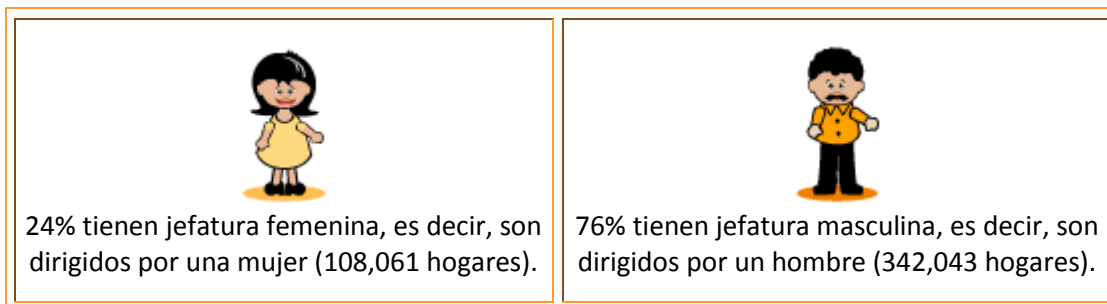 24% tienen jefatura femenina, es decir, son
dirigidos por una mujer (108,061 hogares).
76% tienen jefatura masculina, es decir, son
dirigidos por un hombre (342,043 hogares).